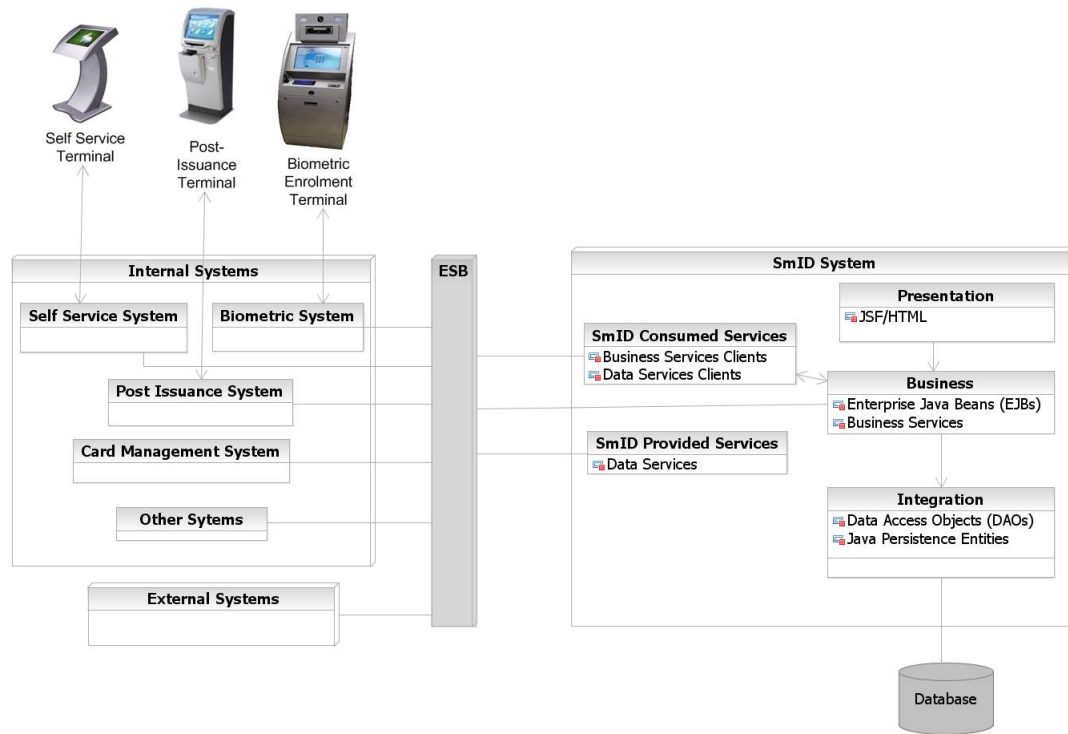 Self Service
Terminal
Post-
Issuance
Terminal
Biometric
Enrolment
Terminal
Internal Systems
Self Service System
Biometric System
Post Issuance System
Card Management System
Other Sytems
External Systems
ESB
SmID System
SmID Consumed Services
Business Services Clients
Data Services Clients
SmID Provided Services
Data Services
Presentation
JSF/HTML
Business
Enterprise Java Beans (EJBs)
Business Services
Integration
Data Access Objects (DAOs)
Java Persistence Entities
Database